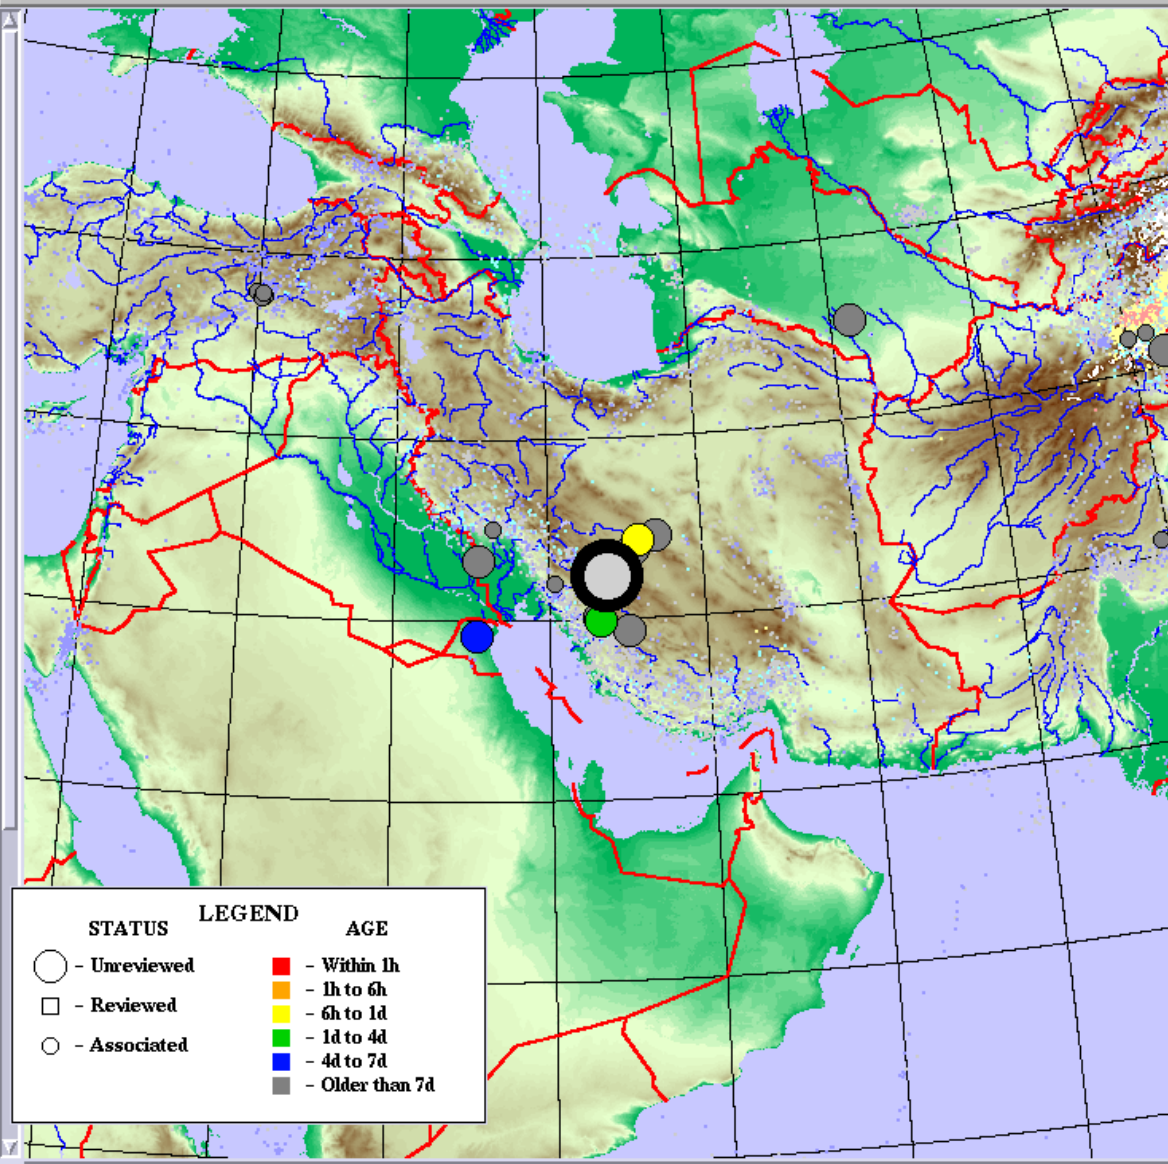 LEGEND
STATUS
AGE
- Unreviewed
- Reviewed
- Associated
- Within 1h
- 1h to 6h
- 6h to 1d
- 1d to 4d
- 4d to 7d
- Older than 7d